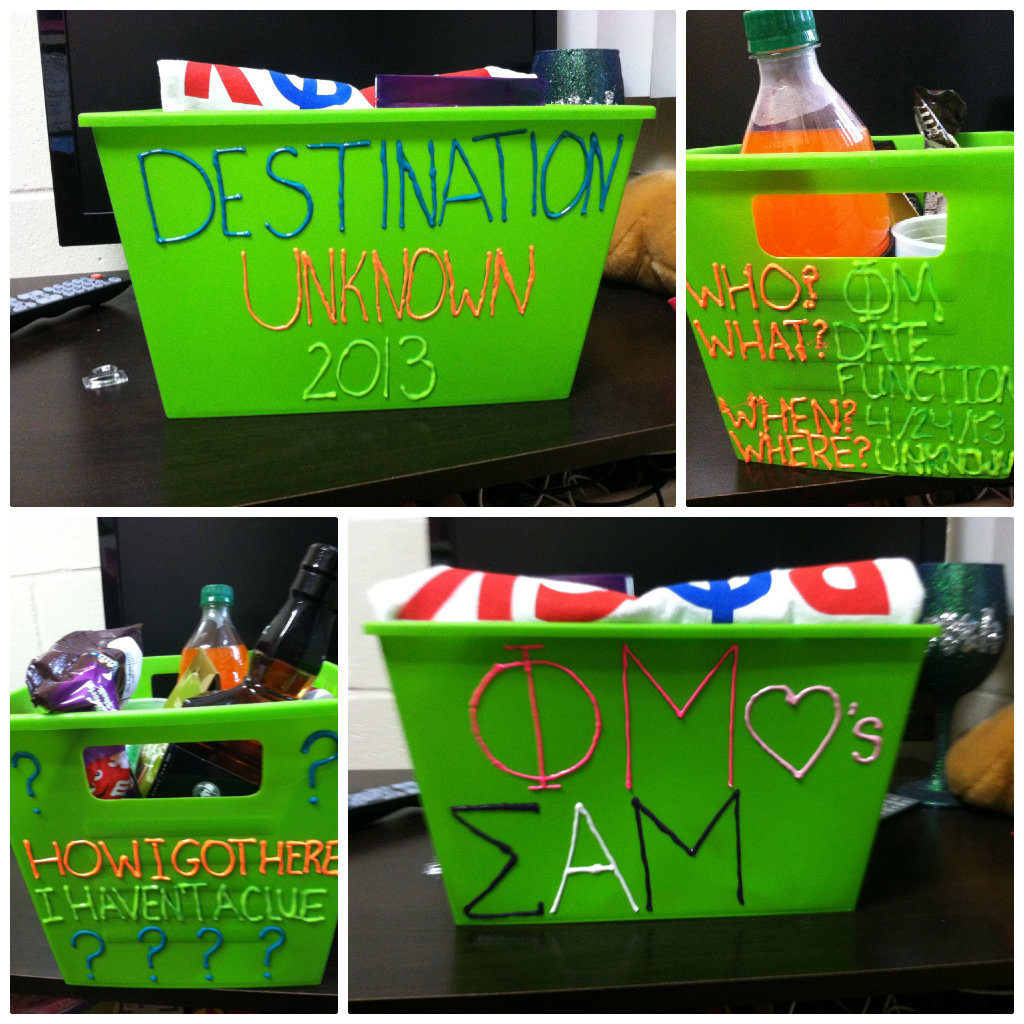 DESTINATION
UNKNOWN
2013
WHO? ΦM
WHAT? DATE
FUNCTION
WHEN? 4/24/13
WHERE? UNKNOWN
? ?
HOW I GOT HERE
I HAVEN'T A CLUE
? ? ? ?
ΦM♡'s
ΣAM